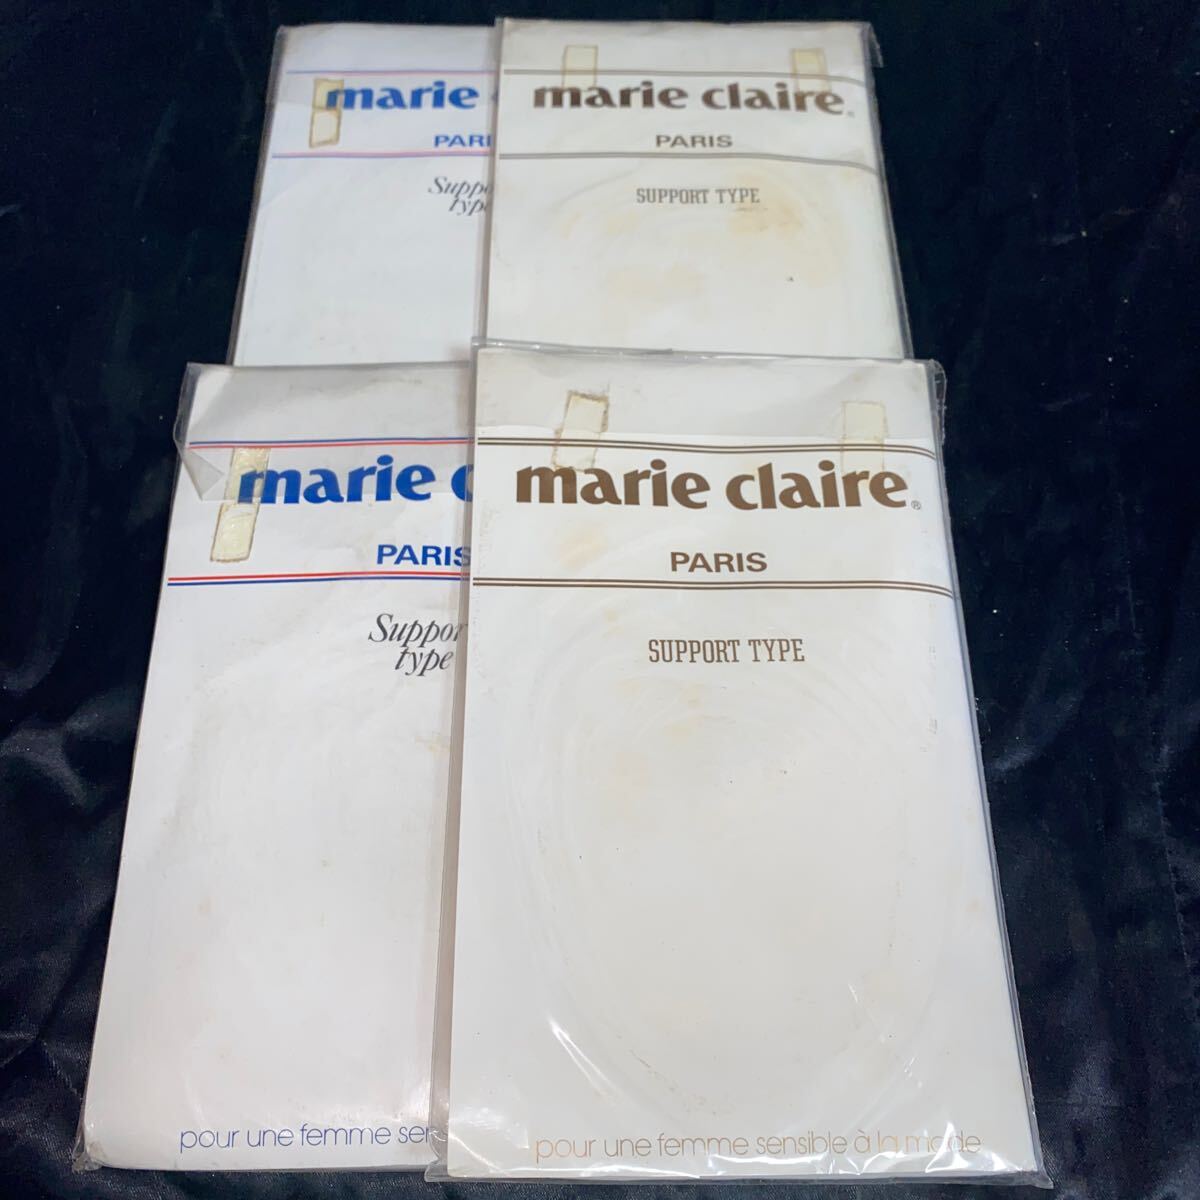 marie
PARI
Suppo
type
marie claire®
PARIS
SUPPORT TYPE
marie c
PARIS
Suppor
type
pour une femme sen
marie claire®
PARIS
SUPPORT TYPE
pour une femme sensible à la mode